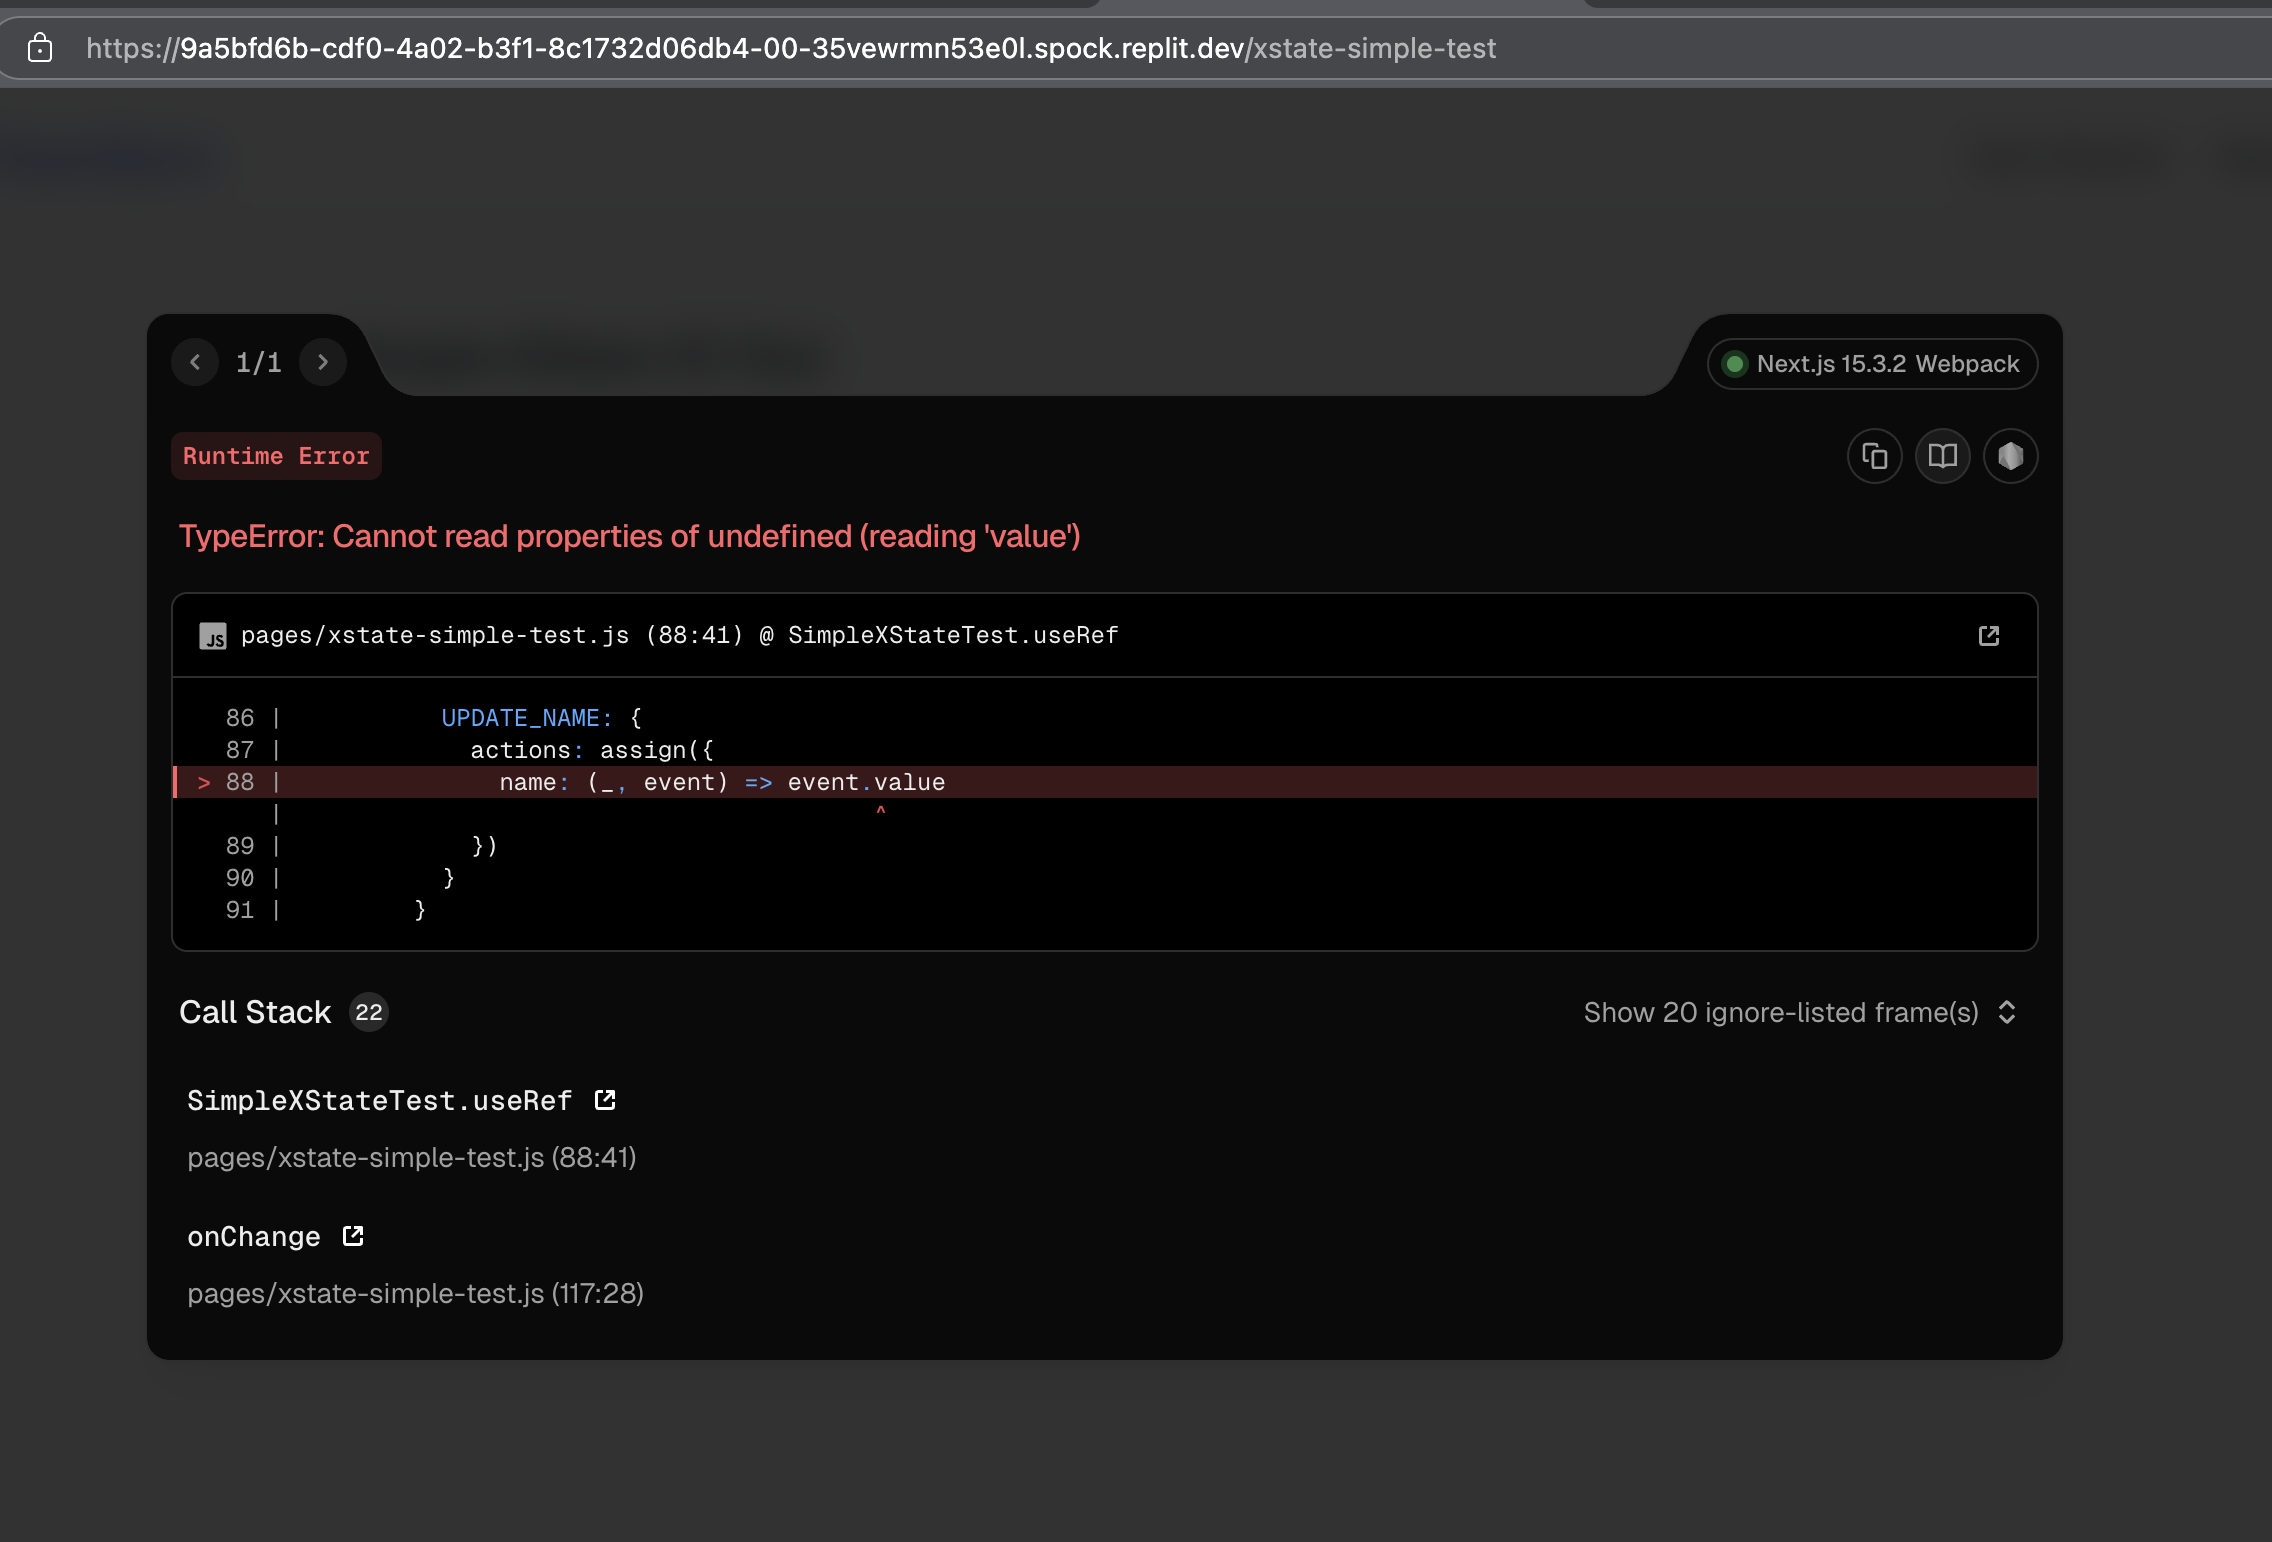 https://9a5bfd6b-cdf0-4a02-b3f1-8c1732d06db4-00-35vewrmn53e0l.spock.replit.dev/xstate-simple-test
1/1
Next.js 15.3.2 Webpack
Runtime Error
TypeError: Cannot read properties of undefined (reading 'value')
JS pages/xstate-simple-test.js (88:41) @ SimpleXStateTest.useRef
86 |           UPDATE_NAME: {
87 |             actions: assign({
> 88 |               name: (_, event) => event.value
|                                         ^
89 |             })
90 |           }
91 |         }
Call Stack 22
Show 20 ignore-listed frame(s)
SimpleXStateTest.useRef
pages/xstate-simple-test.js (88:41)
onChange
pages/xstate-simple-test.js (117:28)